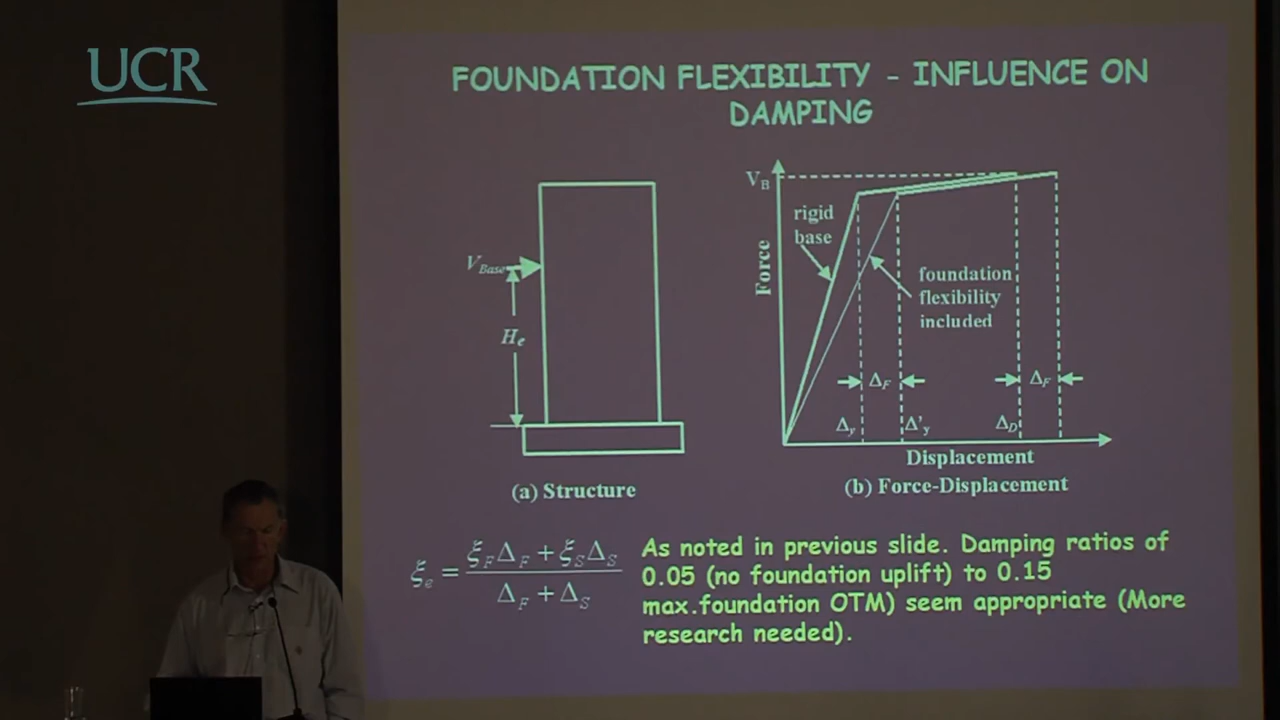 UCR
FOUNDATION FLEXIBILITY - INFLUENCE ON
DAMPING
V_Base
H_e
(a) Structure
V_B
Force
rigid
base
foundation
flexibility
included
Δ_F
Δ_F
Δ_y
Δ'_y
Δ_D
Displacement
(b) Force-Displacement
ξ_e = (ξ_F Δ_F + ξ_S Δ_S) / (Δ_F + Δ_S)
As noted in previous slide. Damping ratios of
0.05 (no foundation uplift) to 0.15
max.foundation OTM) seem appropriate (More
research needed).